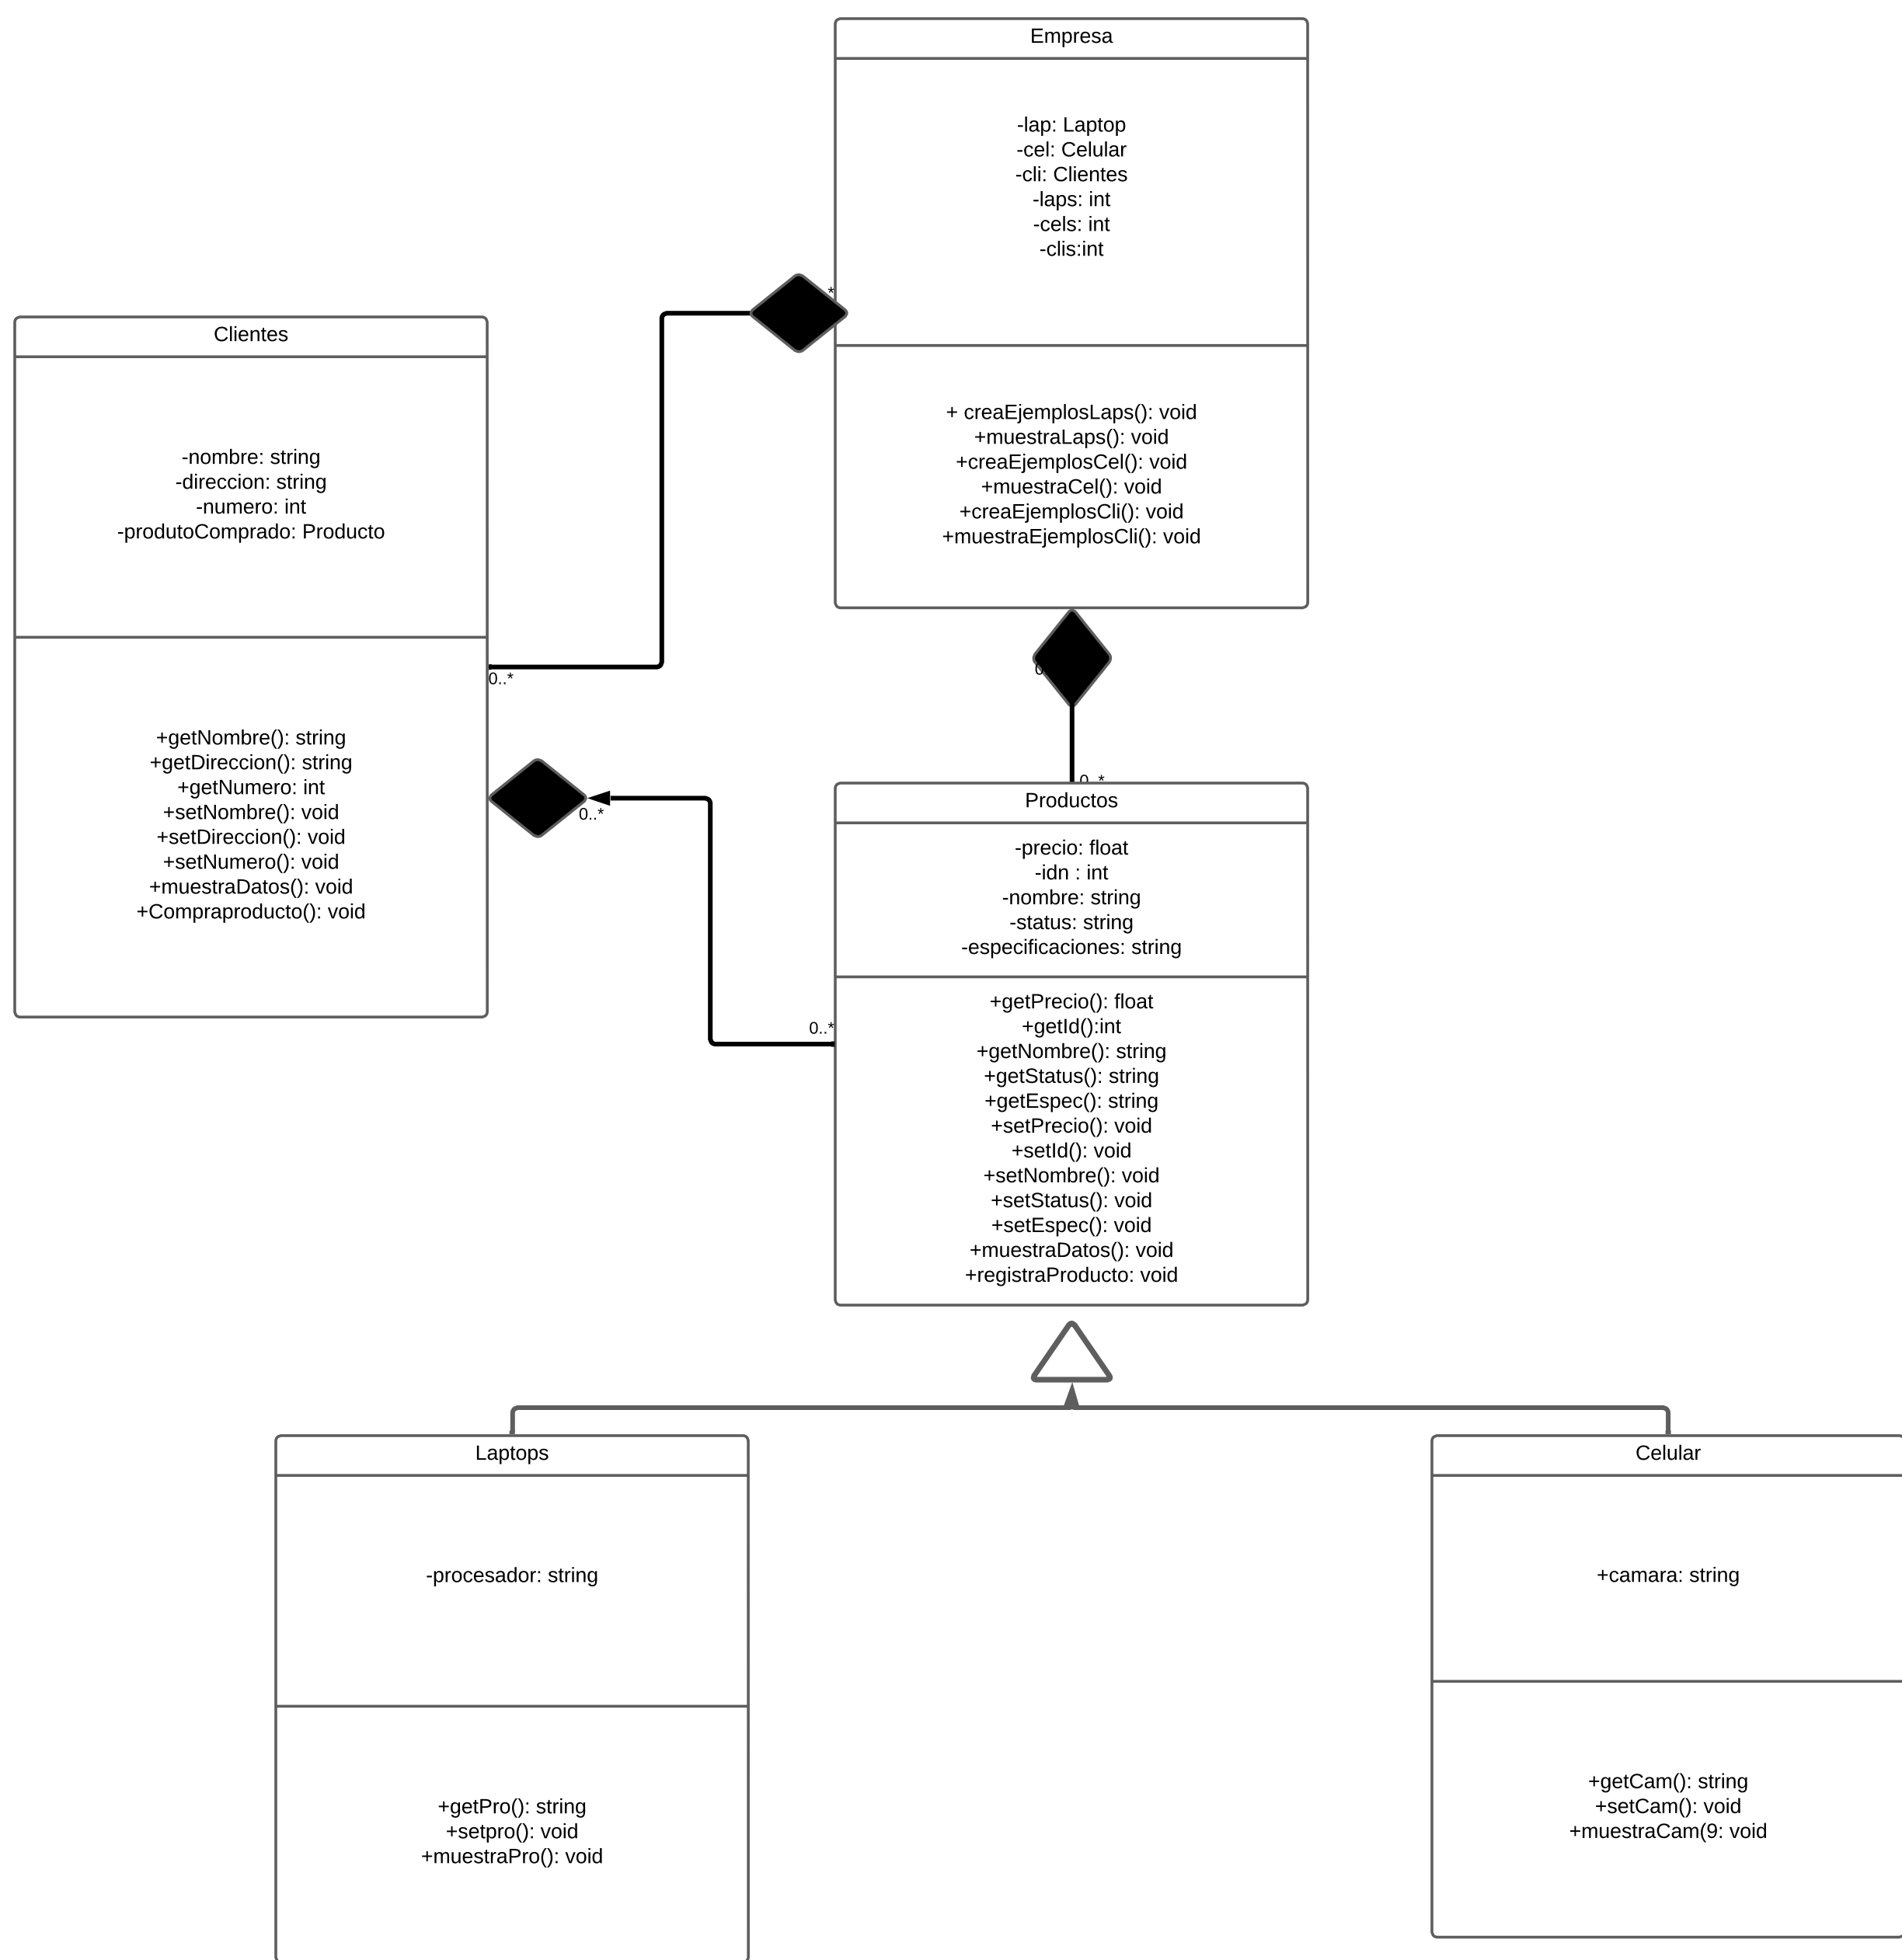 Empresa
-lap: Laptop
-cel: Celular
-cli: Clientes
-laps: int
-cels: int
-clis:int
*
+ creaEjemplosLaps(): void
+muestraLaps(): void
+creaEjemplosCel(): void
+muestraCel(): void
+creaEjemplosCli(): void
+muestraEjemplosCli(): void
Clientes
-nombre: string
-direccion: string
-numero: int
-produtoComprado: Producto
+getNombre(): string
+getDireccion(): string
+getNumero: int
+setNombre(): void
+setDireccion(): void
+setNumero(): void
+muestraDatos(): void
+Compraproducto(): void
0..*
0..*
0..*
0..*
Productos
-precio: float
-idn : int
-nombre: string
-status: string
-especificaciones: string
+getPrecio(): float
+getId():int
+getNombre(): string
+getStatus(): string
+getEspec(): string
+setPrecio(): void
+setId(): void
+setNombre(): void
+setStatus(): void
+setEspec(): void
+muestraDatos(): void
+registraProducto: void
Laptops
-procesador: string
+getPro(): string
+setpro(): void
+muestraPro(): void
Celular
+camara: string
+getCam(): string
+setCam(): void
+muestraCam(9: void